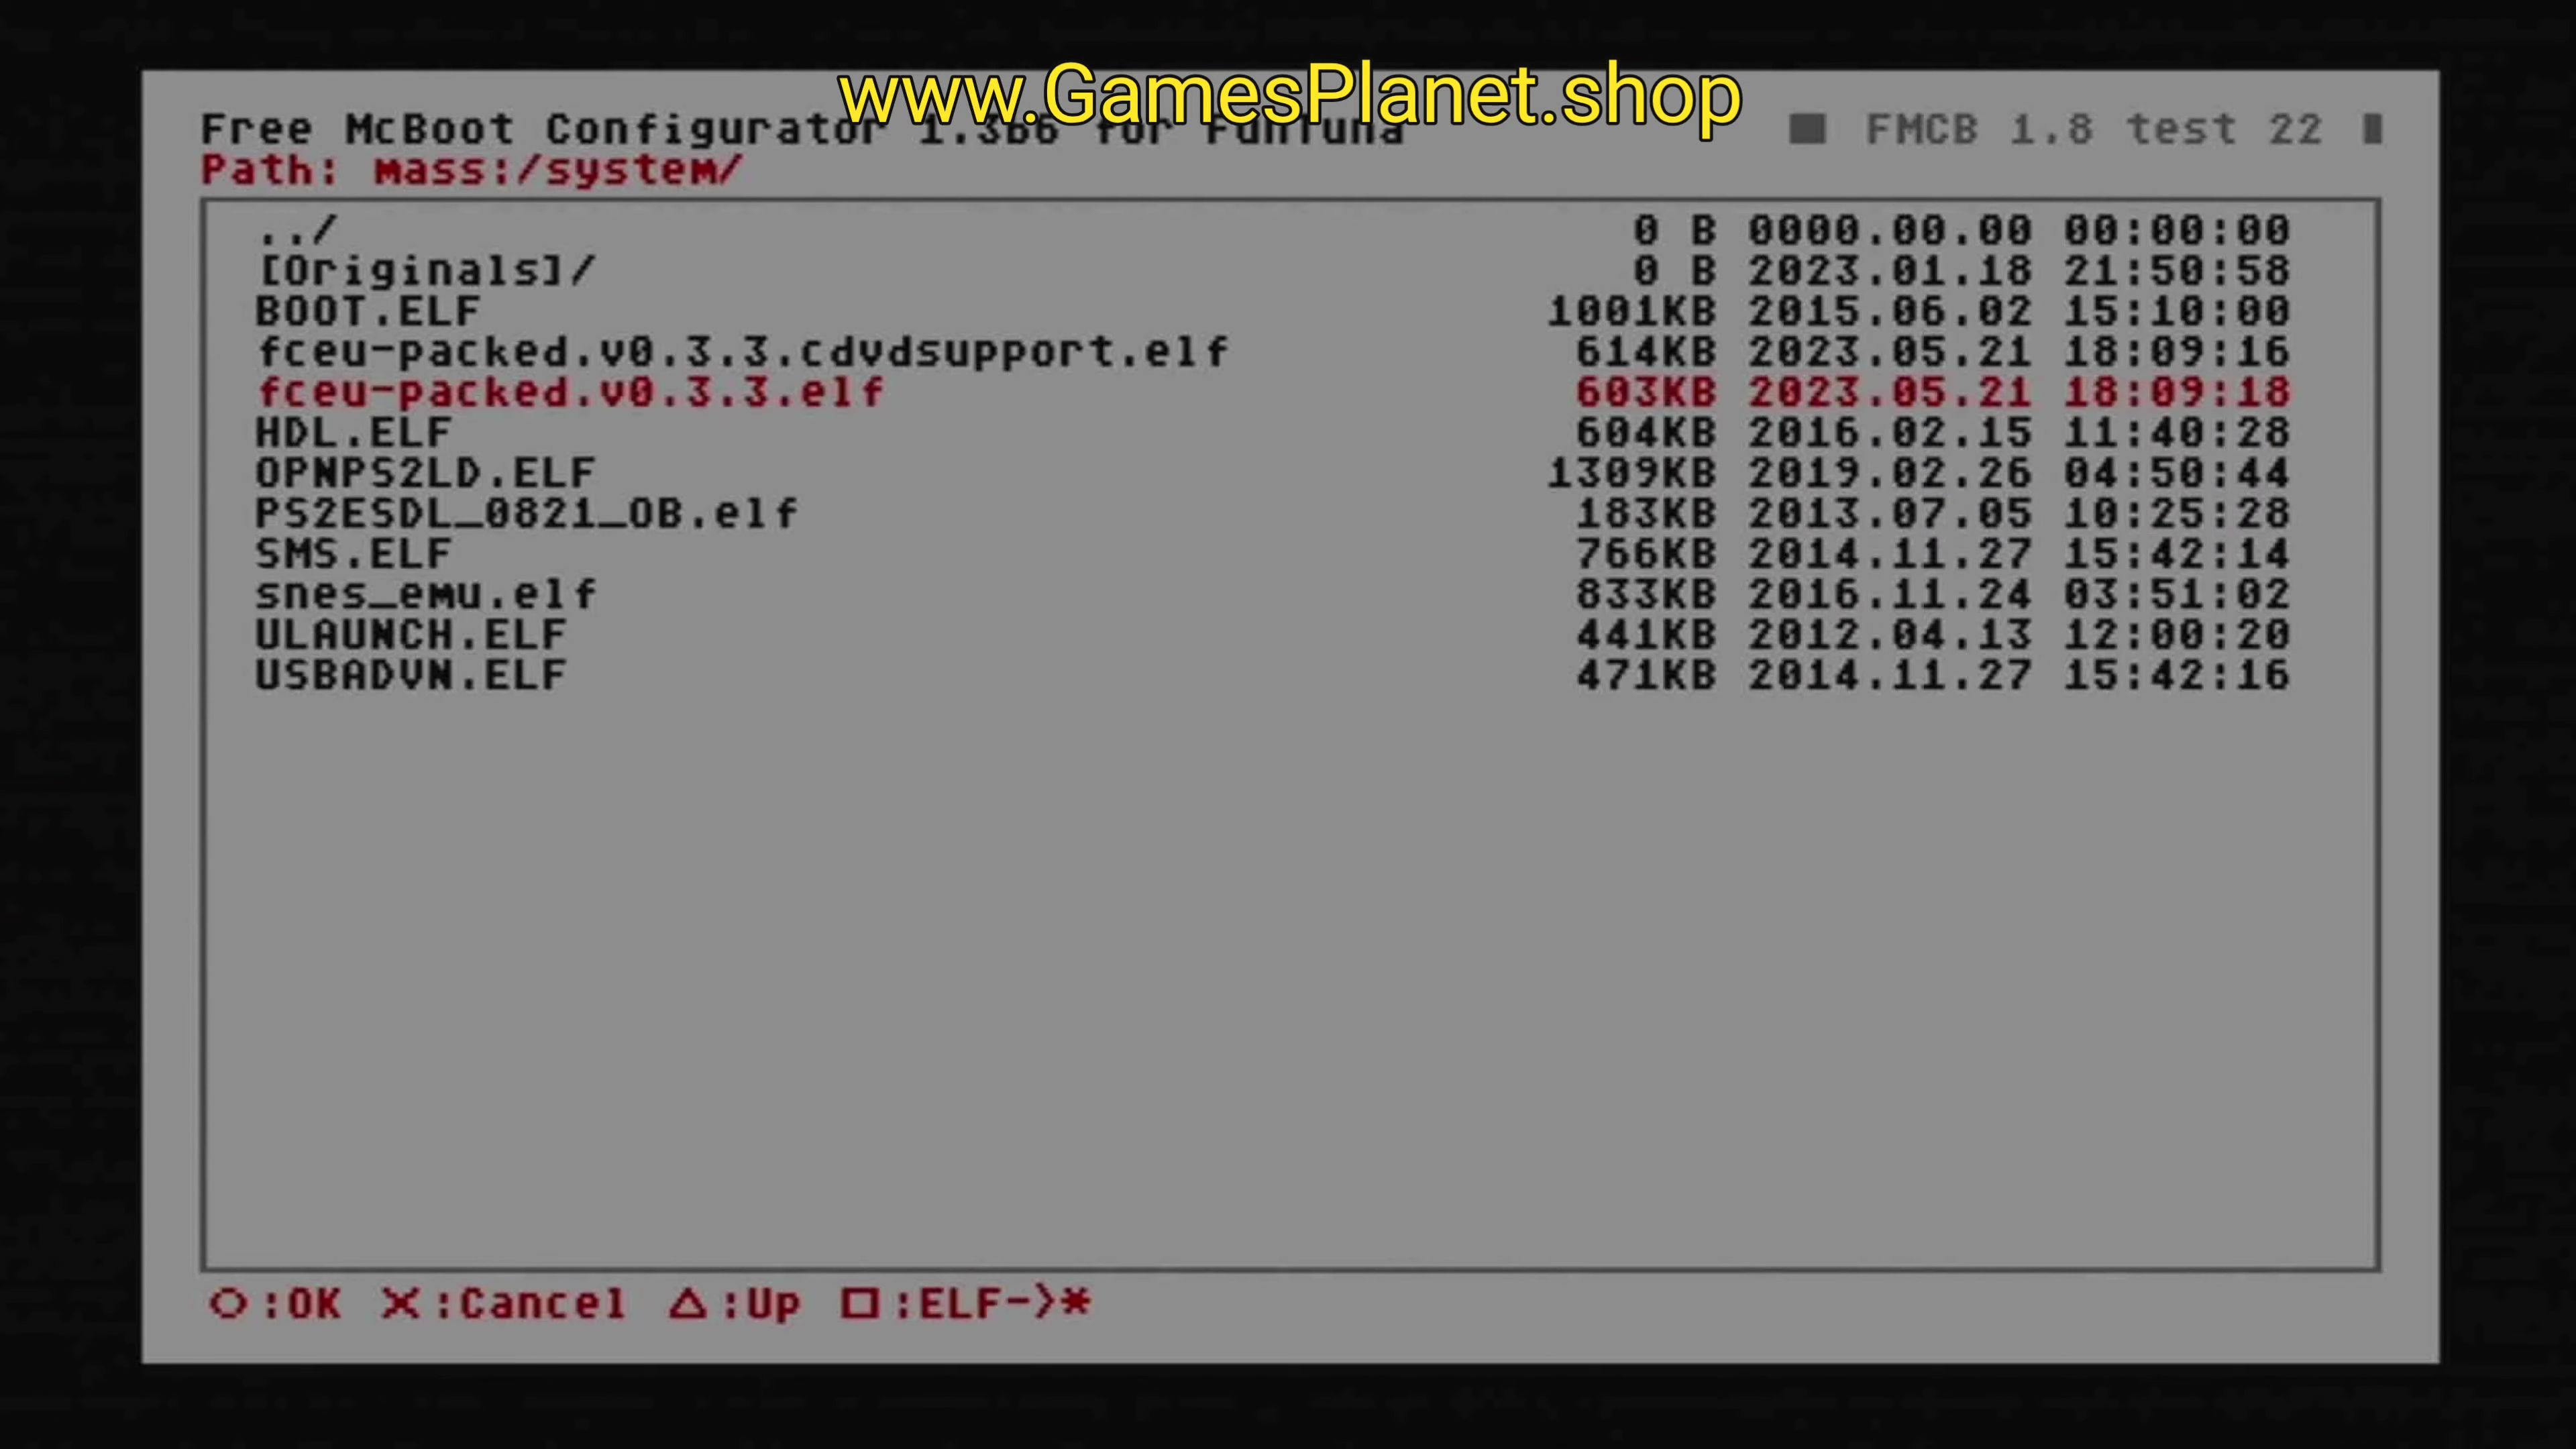 www.GamesPlanet.shop
Free McBoot Configurator 1.3b6 for FunTuna
FMCB 1.8 test 22
Path: mass:/system/
../ 0 B 0000.00.00 00:00:00
[Originals]/ 0 B 2023.01.18 21:50:58
BOOT.ELF 1001KB 2015.06.02 15:10:00
fceu-packed.v0.3.3.cdvdsupport.elf 614KB 2023.05.21 18:09:16
fceu-packed.v0.3.3.elf 603KB 2023.05.21 18:09:18
HDL.ELF 604KB 2016.02.15 11:40:28
OPNPS2LD.ELF 1309KB 2019.02.26 04:50:44
PS2ESDL_0821_OB.elf 183KB 2013.07.05 10:25:28
SMS.ELF 766KB 2014.11.27 15:42:14
snes_emu.elf 833KB 2016.11.24 03:51:02
ULAUNCH.ELF 441KB 2012.04.13 12:00:20
USBADVN.ELF 471KB 2014.11.27 15:42:16
○:OK ✕:Cancel △:Up □:ELF->*